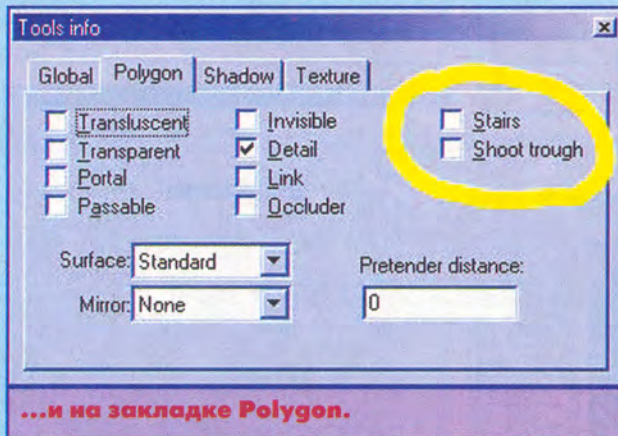 Tools info
Global Polygon Shadow Texture
Transluscent Invisible Stairs
Transparent Detail Shoot trough
Portal Link
Passable Occluder
Surface: Standard Pretender distance:
Mirror: None 0
...и на закладке Polygon.